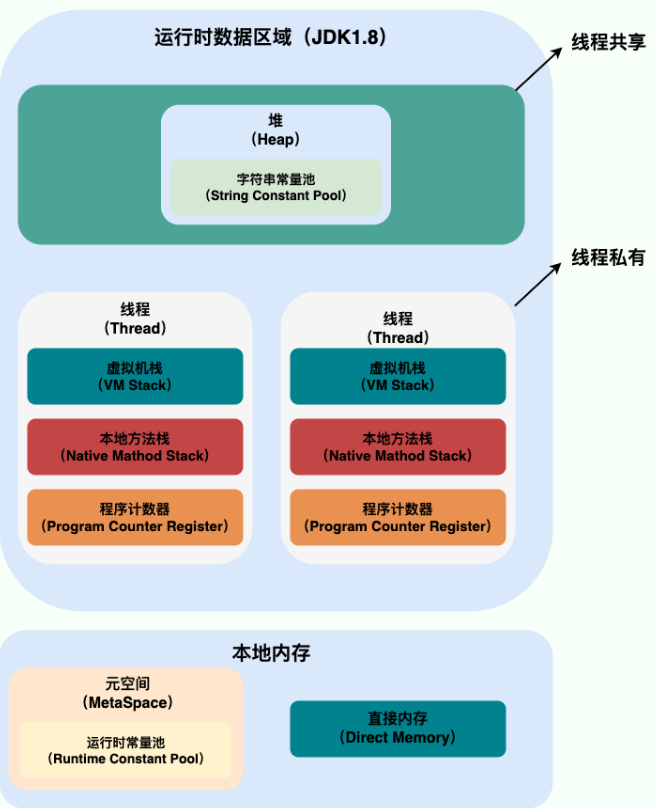 运行时数据区域（JDK1.8）
线程共享
堆
（Heap）
字符串常量池
（String Constant Pool）
线程私有
线程
（Thread）
虚拟机栈
（VM Stack）
本地方法栈
（Native Mathod Stack）
程序计数器
（Program Counter Register）
线程
（Thread）
虚拟机栈
（VM Stack）
本地方法栈
（Native Mathod Stack）
程序计数器
（Program Counter Register）
本地内存
元空间
（MetaSpace）
运行时常量池
（Runtime Constant Pool）
直接内存
（Direct Memory）